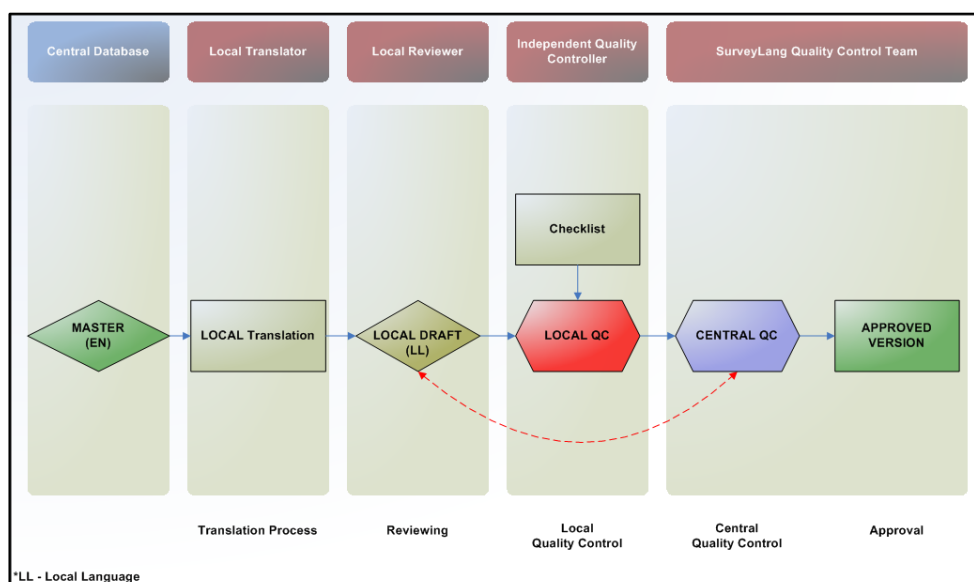 Central Database
Local Translator
Local Reviewer
Independent Quality
Controller
SurveyLang Quality Control Team
Checklist
MASTER
(EN)
LOCAL Translation
LOCAL DRAFT
(LL)
LOCAL QC
CENTRAL QC
APPROVED
VERSION
Translation Process
Reviewing
Local
Quality Control
Central
Quality Control
Approval
*LL - Local Language